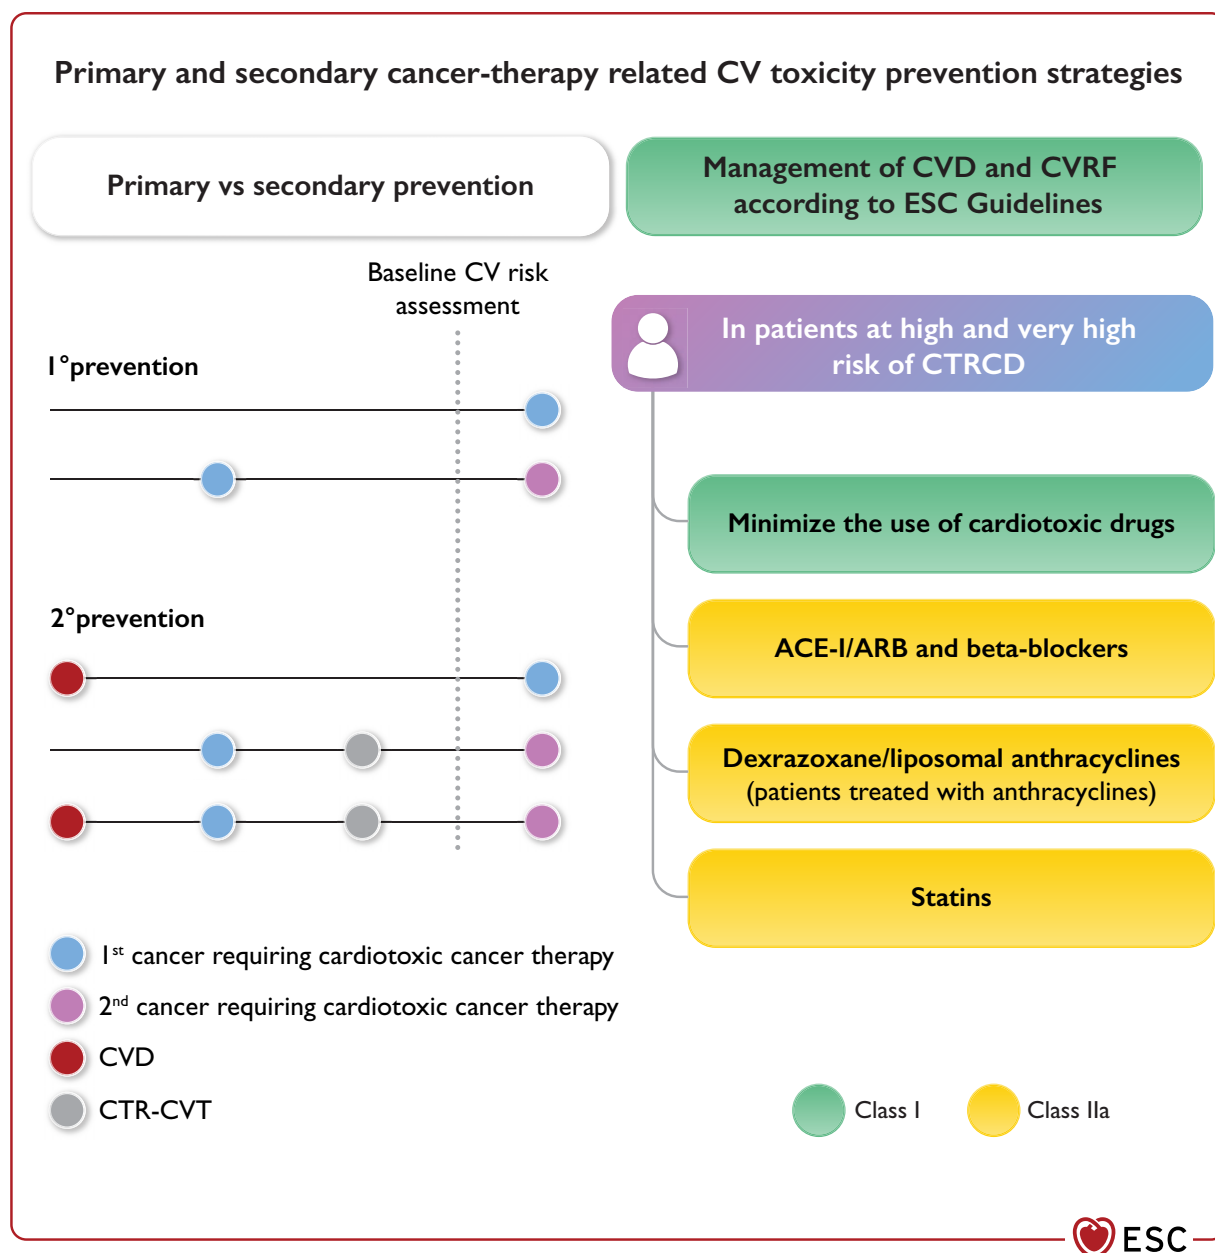 Primary and secondary cancer-therapy related CV toxicity prevention strategies
Primary vs secondary prevention
Baseline CV risk
assessment
1°prevention
2°prevention
1st cancer requiring cardiotoxic cancer therapy
2nd cancer requiring cardiotoxic cancer therapy
CVD
CTR-CVT
Management of CVD and CVRF
according to ESC Guidelines
In patients at high and very high
risk of CTRCD
Minimize the use of cardiotoxic drugs
ACE-I/ARB and beta-blockers
Dexrazoxane/liposomal anthracyclines
(patients treated with anthracyclines)
Statins
Class I
Class IIa
ESC